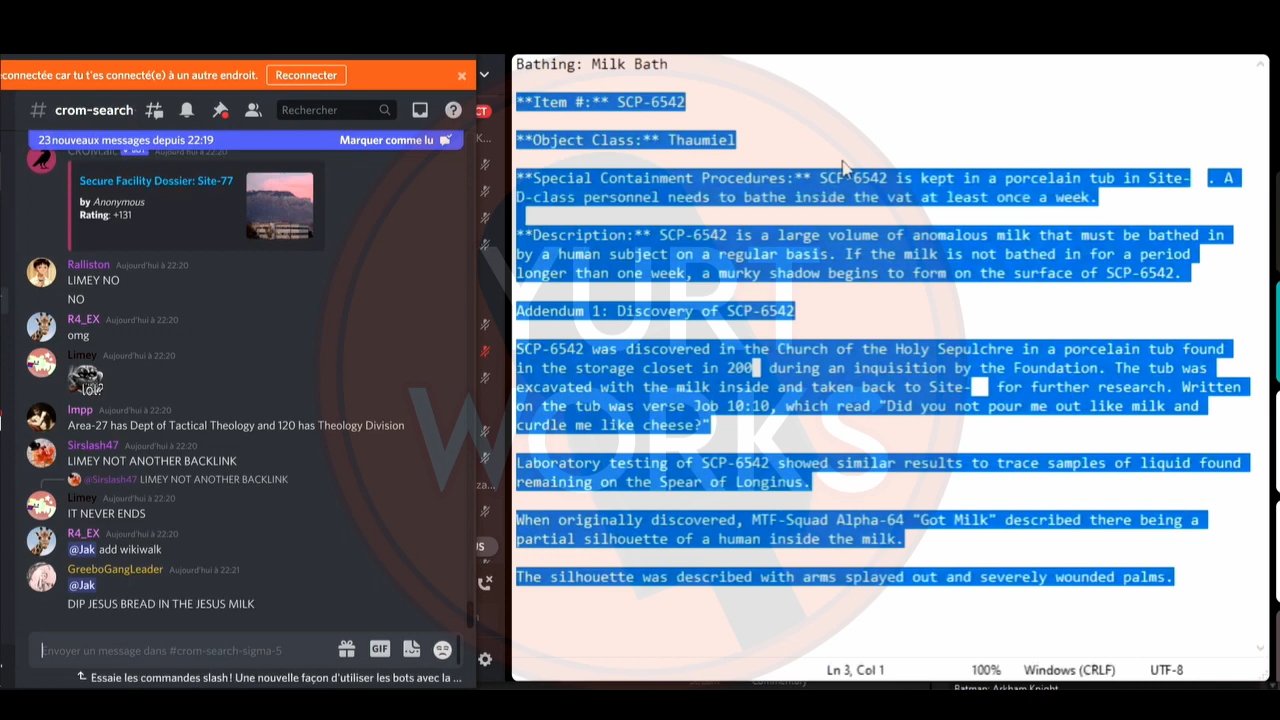 connectée car tu t'es connecté(e) à un autre endroit. Reconnecter
# crom-search Rechercher
23 nouveaux messages depuis 22:19 Marquer comme lu
Aujourd'hui à 22:20
Secure Facility Dossier: Site-77
by Anonymous
Rating: +131
Ralliston Aujourd'hui à 22:20
LIMEY NO
NO
R4_EX Aujourd'hui à 22:20
omg
Limey Aujourd'hui à 22:20
lol?
Impp Aujourd'hui à 22:20
Area-27 has Dept of Tactical Theology and 120 has Theology Division
Sirslash47 Aujourd'hui à 22:20
LIMEY NOT ANOTHER BACKLINK
@Sirslash47 LIMEY NOT ANOTHER BACKLINK
Limey Aujourd'hui à 22:20
IT NEVER ENDS
R4_EX Aujourd'hui à 22:20
@Jak add wikiwalk
GreeboGangLeader Aujourd'hui à 22:21
@Jak
DIP JESUS BREAD IN THE JESUS MILK
Envoyer un message dans #crom-search-sigma-5
GIF
Essaie les commandes slash! Une nouvelle façon d'utiliser les bots avec la ...
CT
K...
za...
US
Bathing: Milk Bath
**Item #:** SCP-6542
**Object Class:** Thaumiel
**Special Containment Procedures:** SCP-6542 is kept in a porcelain tub in Site- . A
D-class personnel needs to bathe inside the vat at least once a week.
**Description:** SCP-6542 is a large volume of anomalous milk that must be bathed in
by a human subject on a regular basis. If the milk is not bathed in for a period
longer than one week, a murky shadow begins to form on the surface of SCP-6542.
Addendum 1: Discovery of SCP-6542
SCP-6542 was discovered in the Church of the Holy Sepulchre in a porcelain tub found
in the storage closet in 200█ during an inquisition by the Foundation. The tub was
excavated with the milk inside and taken back to Site-██ for further research. Written
on the tub was verse Job 10:10, which read "Did you not pour me out like milk and
curdle me like cheese?"
Laboratory testing of SCP-6542 showed similar results to trace samples of liquid found
remaining on the Spear of Longinus.
When originally discovered, MTF-Squad Alpha-64 "Got Milk" described there being a
partial silhouette of a human inside the milk.
The silhouette was described with arms splayed out and severely wounded palms.
Ln 3, Col 1 100% Windows (CRLF) UTF-8
Commentary
Batman: Arkham Knight
YURT
WORKS